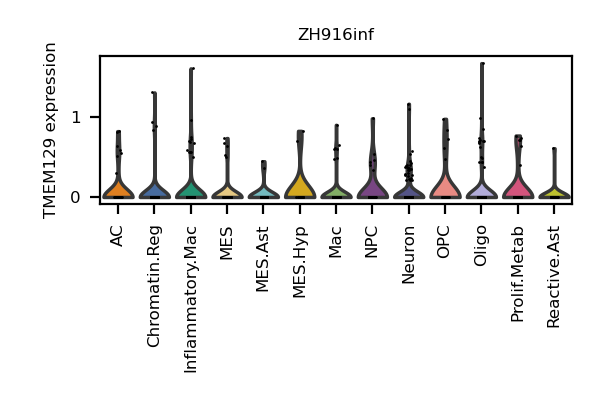 ZH916inf
TMEM129 expression
1
0
AC
Chromatin.Reg
Inflammatory.Mac
MES
MES.Ast
MES.Hyp
Mac
NPC
Neuron
OPC
Oligo
Prolif.Metab
Reactive.Ast